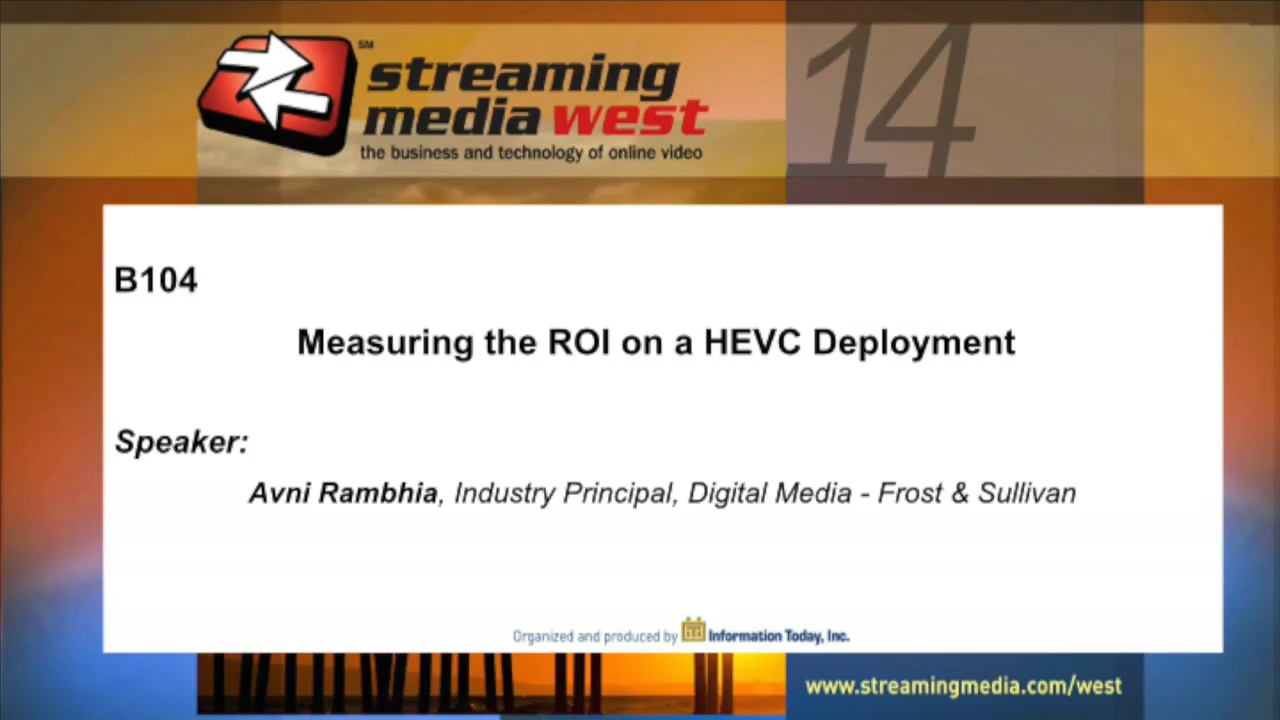 streaming SM
media west
14
the business and technology of online video
B104
Measuring the ROI on a HEVC Deployment
Speaker:
Avni Rambhia, Industry Principal, Digital Media - Frost & Sullivan
Organized and produced by Information Today, Inc.
www.streamingmedia.com/west